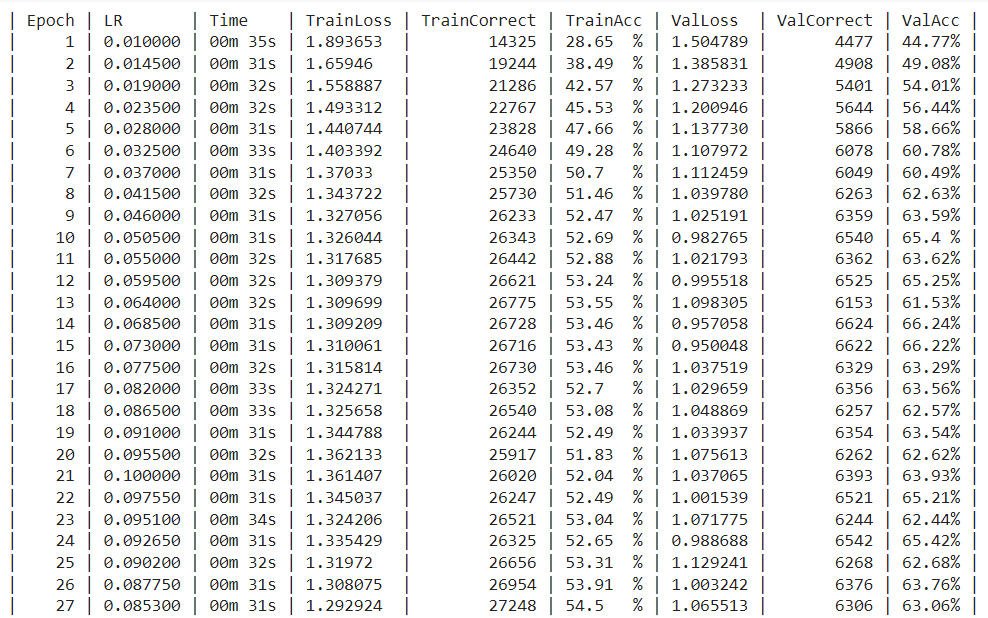 | Epoch | LR | Time | TrainLoss | TrainCorrect | TrainAcc | ValLoss | ValCorrect | ValAcc |
| 1 | 0.010000 | 00m 35s | 1.893653 | 14325 | 28.65 % | 1.504789 | 4477 | 44.77% |
| 2 | 0.014500 | 00m 31s | 1.65946 | 19244 | 38.49 % | 1.385831 | 4908 | 49.08% |
| 3 | 0.019000 | 00m 32s | 1.558887 | 21286 | 42.57 % | 1.273233 | 5401 | 54.01% |
| 4 | 0.023500 | 00m 32s | 1.493312 | 22767 | 45.53 % | 1.200946 | 5644 | 56.44% |
| 5 | 0.028000 | 00m 31s | 1.440744 | 23828 | 47.66 % | 1.137730 | 5866 | 58.66% |
| 6 | 0.032500 | 00m 33s | 1.403392 | 24640 | 49.28 % | 1.107972 | 6078 | 60.78% |
| 7 | 0.037000 | 00m 31s | 1.37033 | 25350 | 50.7 % | 1.112459 | 6049 | 60.49% |
| 8 | 0.041500 | 00m 32s | 1.343722 | 25730 | 51.46 % | 1.039780 | 6263 | 62.63% |
| 9 | 0.046000 | 00m 31s | 1.327056 | 26233 | 52.47 % | 1.025191 | 6359 | 63.59% |
| 10 | 0.050500 | 00m 31s | 1.326044 | 26343 | 52.69 % | 0.982765 | 6540 | 65.4 % |
| 11 | 0.055000 | 00m 32s | 1.317685 | 26442 | 52.88 % | 1.021793 | 6362 | 63.62% |
| 12 | 0.059500 | 00m 32s | 1.309379 | 26621 | 53.24 % | 0.995518 | 6525 | 65.25% |
| 13 | 0.064000 | 00m 32s | 1.309699 | 26775 | 53.55 % | 1.098305 | 6153 | 61.53% |
| 14 | 0.068500 | 00m 31s | 1.309209 | 26728 | 53.46 % | 0.957058 | 6624 | 66.24% |
| 15 | 0.073000 | 00m 31s | 1.310061 | 26716 | 53.43 % | 0.950048 | 6622 | 66.22% |
| 16 | 0.077500 | 00m 32s | 1.315814 | 26730 | 53.46 % | 1.037519 | 6329 | 63.29% |
| 17 | 0.082000 | 00m 33s | 1.324271 | 26352 | 52.7 % | 1.029659 | 6356 | 63.56% |
| 18 | 0.086500 | 00m 33s | 1.325658 | 26540 | 53.08 % | 1.048869 | 6257 | 62.57% |
| 19 | 0.091000 | 00m 31s | 1.344788 | 26244 | 52.49 % | 1.033937 | 6354 | 63.54% |
| 20 | 0.095500 | 00m 32s | 1.362133 | 25917 | 51.83 % | 1.075613 | 6262 | 62.62% |
| 21 | 0.100000 | 00m 31s | 1.361407 | 26020 | 52.04 % | 1.037065 | 6393 | 63.93% |
| 22 | 0.097550 | 00m 31s | 1.345037 | 26247 | 52.49 % | 1.001539 | 6521 | 65.21% |
| 23 | 0.095100 | 00m 34s | 1.324206 | 26521 | 53.04 % | 1.071775 | 6244 | 62.44% |
| 24 | 0.092650 | 00m 31s | 1.335429 | 26325 | 52.65 % | 0.988688 | 6542 | 65.42% |
| 25 | 0.090200 | 00m 32s | 1.31972 | 26656 | 53.31 % | 1.129241 | 6268 | 62.68% |
| 26 | 0.087750 | 00m 31s | 1.308075 | 26954 | 53.91 % | 1.003242 | 6376 | 63.76% |
| 27 | 0.085300 | 00m 31s | 1.292924 | 27248 | 54.5 % | 1.065513 | 6306 | 63.06% |